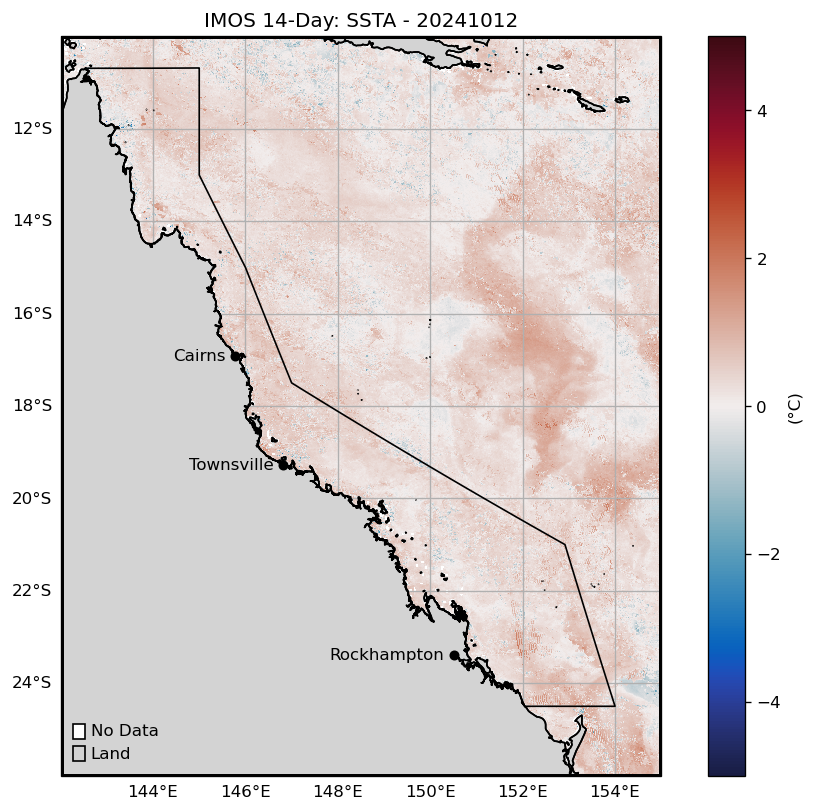 IMOS 14-Day: SSTA - 20241012
12°S
14°S
16°S
18°S
20°S
22°S
24°S
Cairns
Townsville
Rockhampton
No Data
Land
144°E 146°E 148°E 150°E 152°E 154°E
4
2
0
−2
−4
(°C)